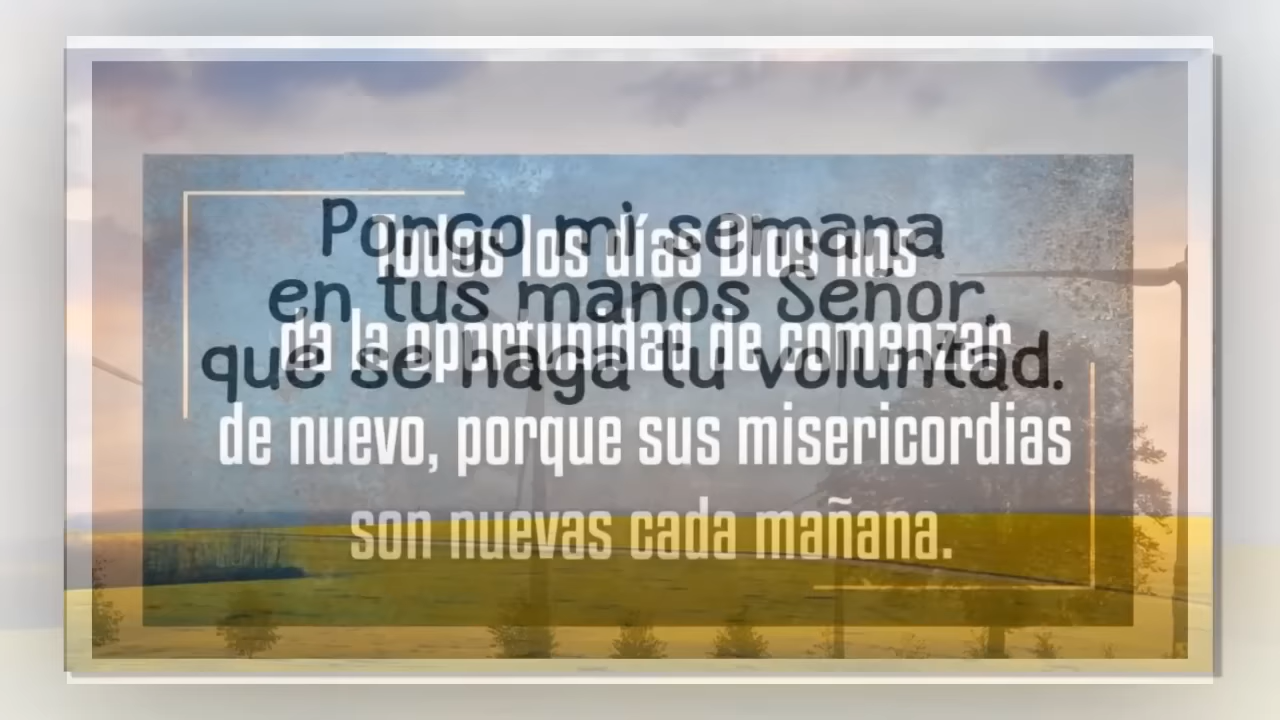 Pongo mi semana
en tus manos Señor,
que se haga tu voluntad.
Todos los días Dios nos
da la oportunidad de comenzar
de nuevo, porque sus misericordias
son nuevas cada mañana.